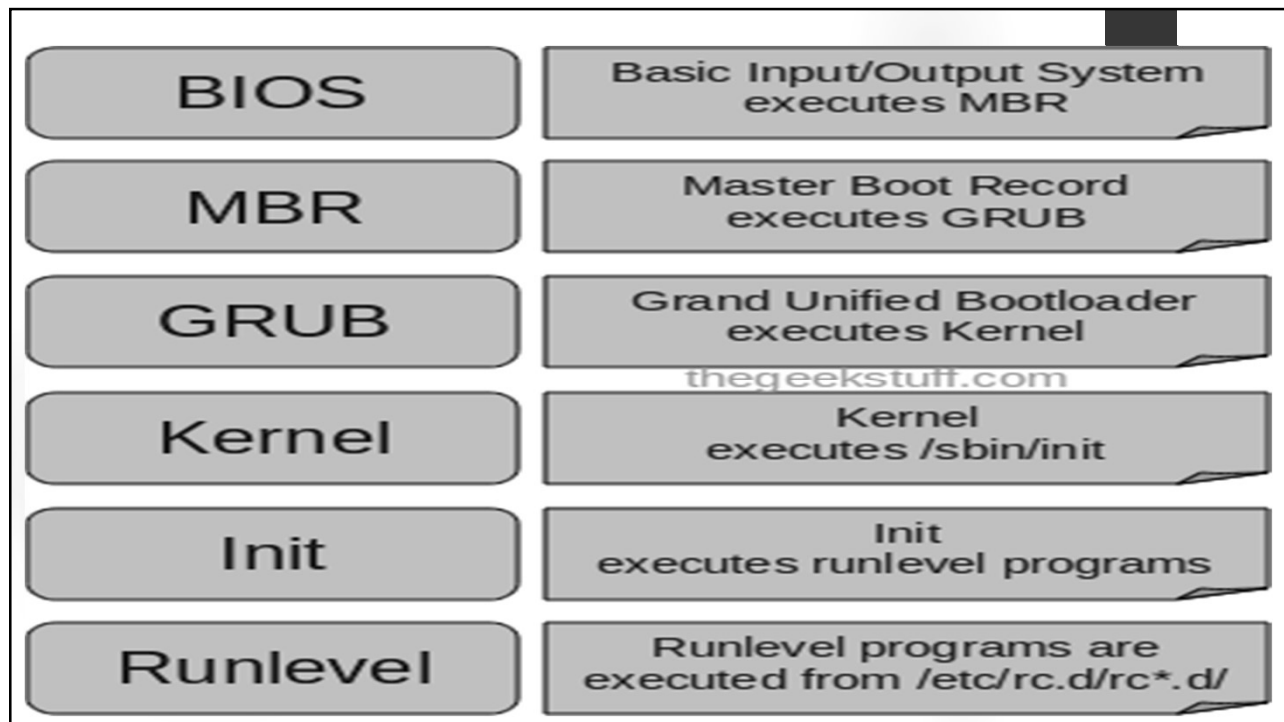 BIOS
Basic Input/Output System
executes MBR
MBR
Master Boot Record
executes GRUB
GRUB
Grand Unified Bootloader
executes Kernel
thegeekstuff.com
Kernel
Kernel
executes /sbin/init
Init
Init
executes runlevel programs
Runlevel
Runlevel programs are
executed from /etc/rc.d/rc*.d/